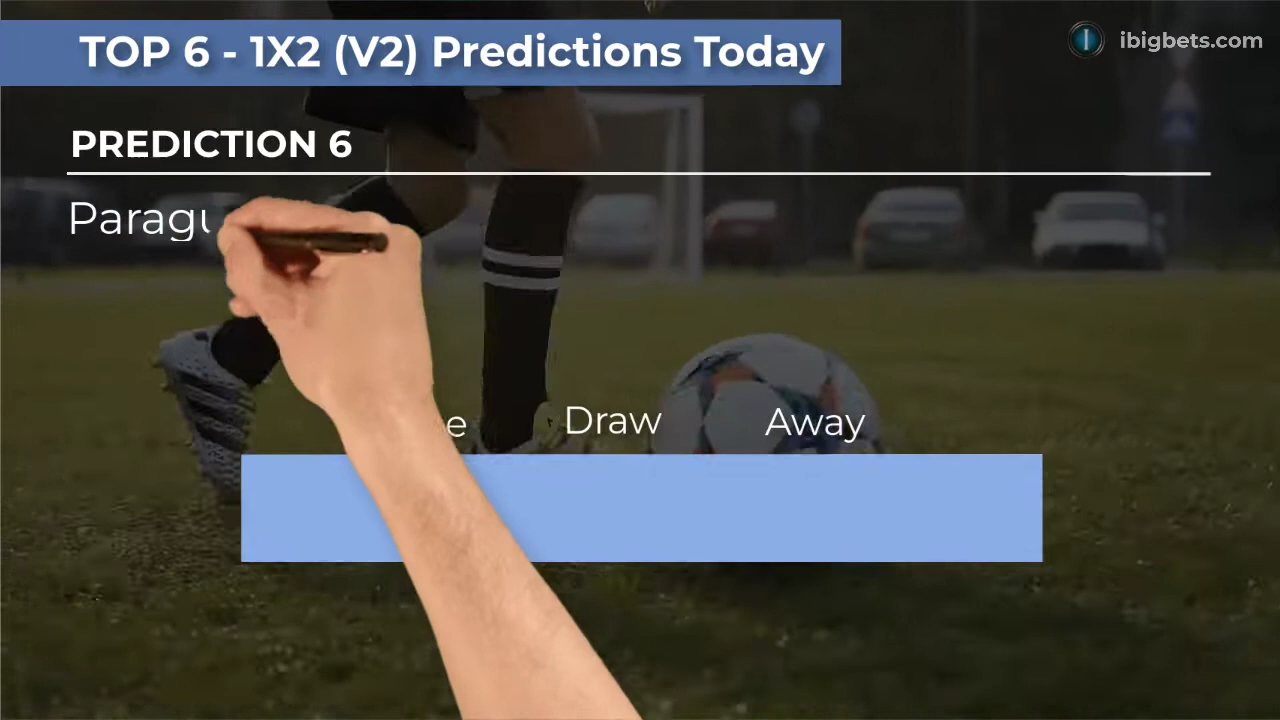 TOP 6 - 1X2 (V2) Predictions Today
ibigbets.com
PREDICTION 6
Paragu
Draw Away